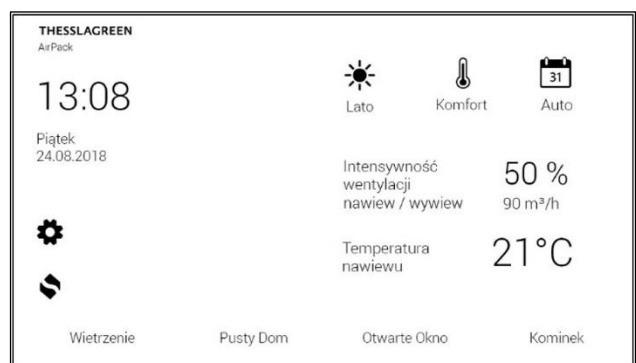 THESSLAGREEN
AirPack
13:08
Piątek
24.08.2018
31
Lato
Komfort
Auto
Intensywność
wentylacji
nawiew / wywiew
50 %
90 m³/h
Temperatura
nawiewu
21°C
Wietrzenie
Pusty Dom
Otwarte Okno
Kominek